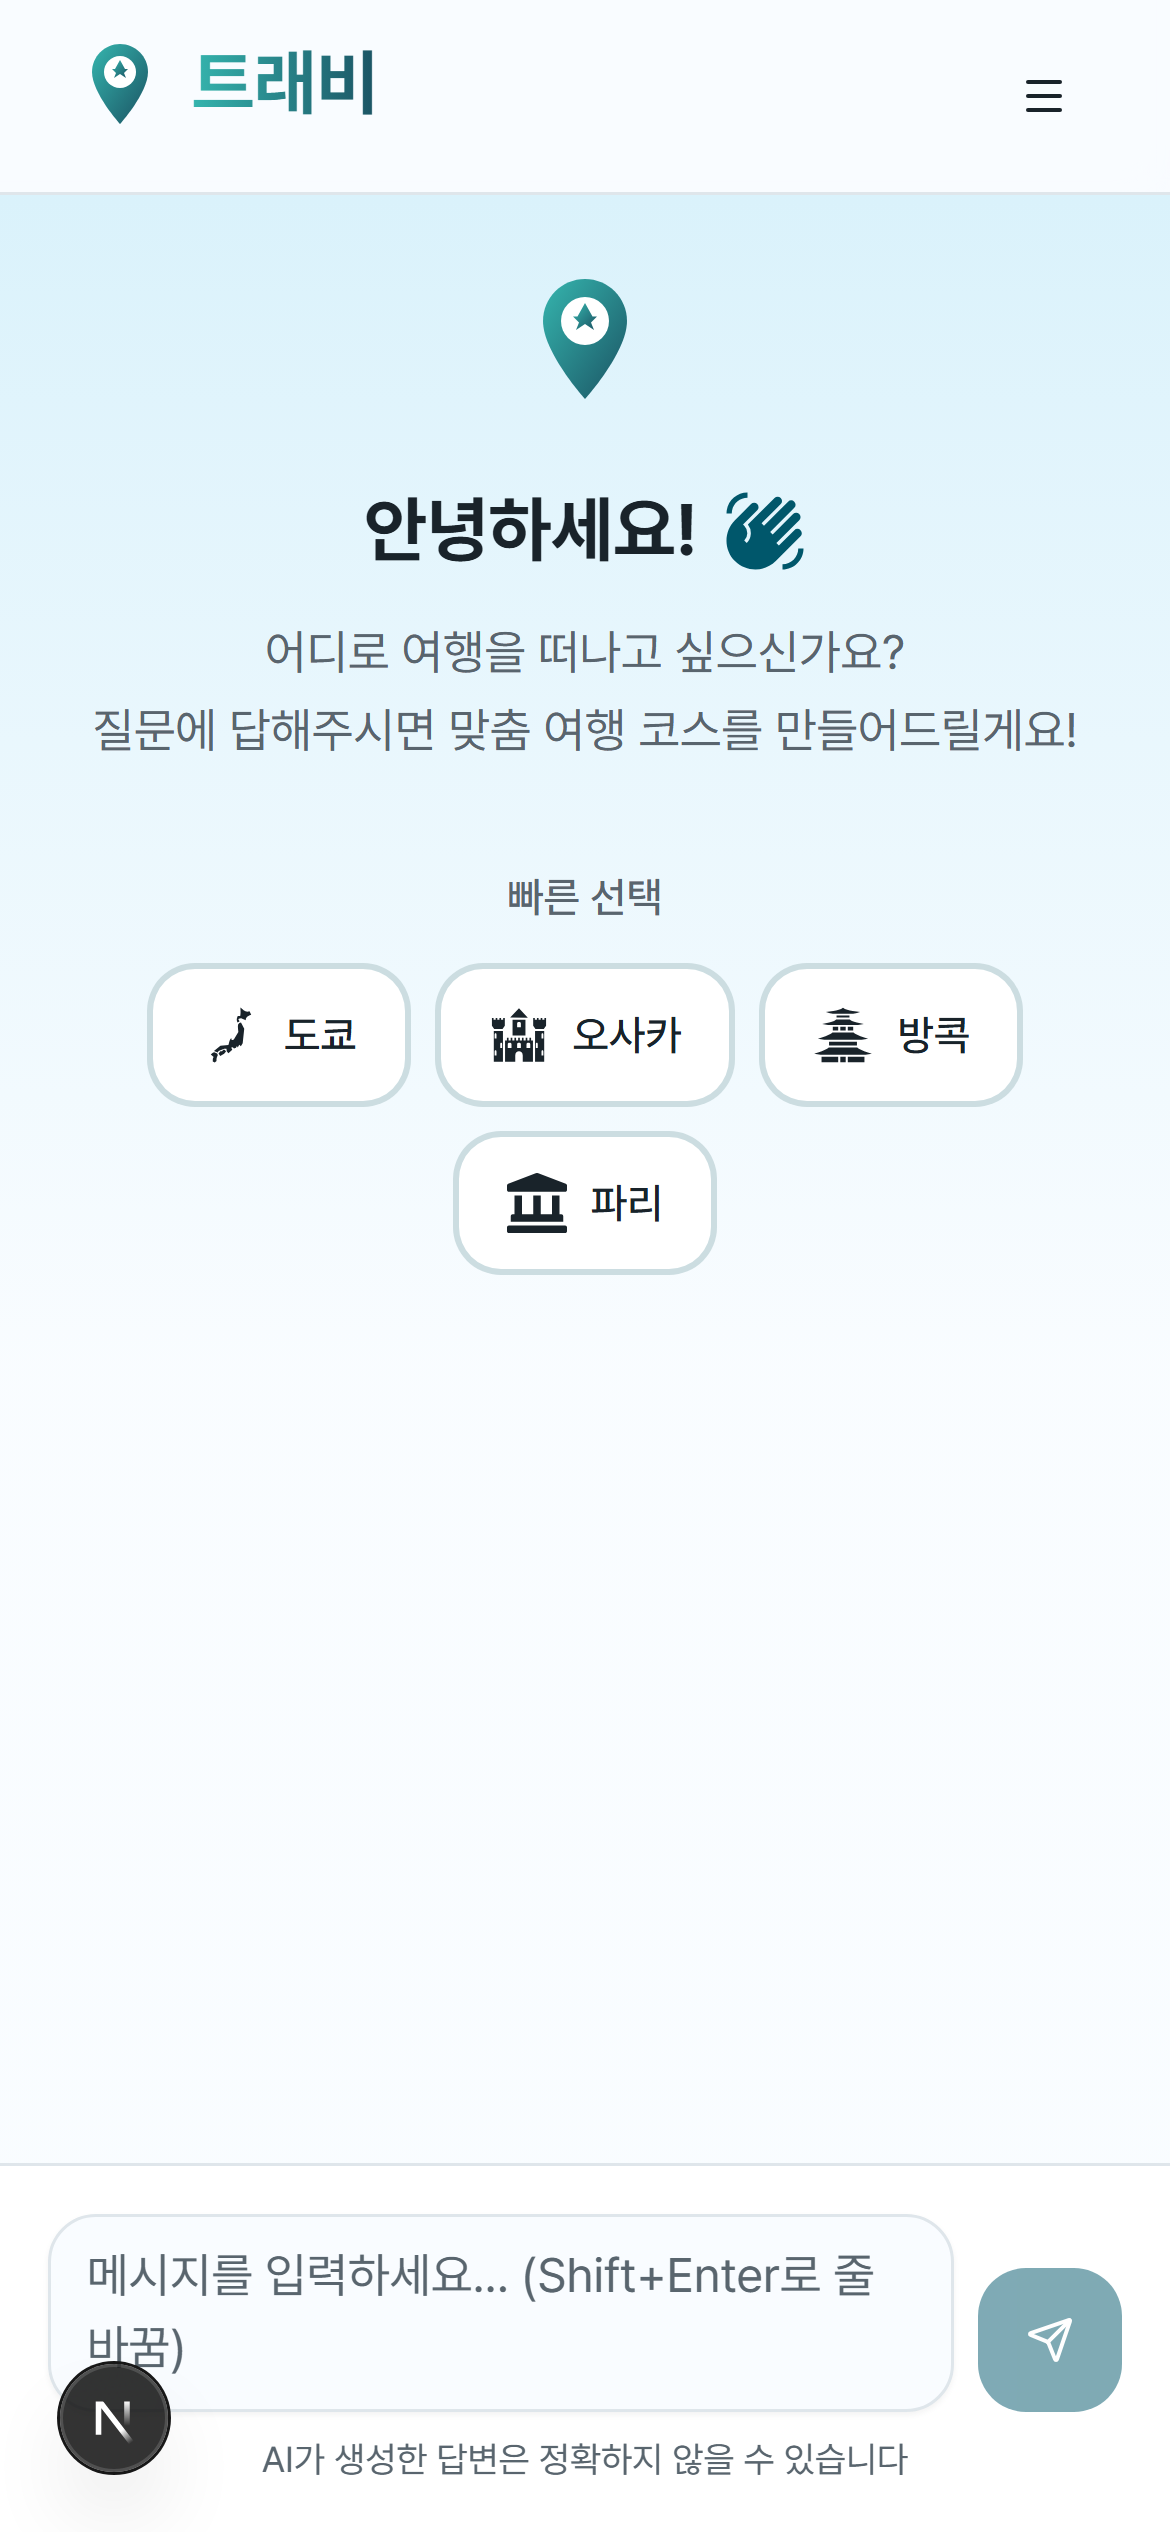 트래비
안녕하세요!
어디로 여행을 떠나고 싶으신가요?
질문에 답해주시면 맞춤 여행 코스를 만들어드릴게요!
빠른 선택
도쿄
오사카
방콕
파리
메시지를 입력하세요... (Shift+Enter로 줄
바꿈)
N
AI가 생성한 답변은 정확하지 않을 수 있습니다